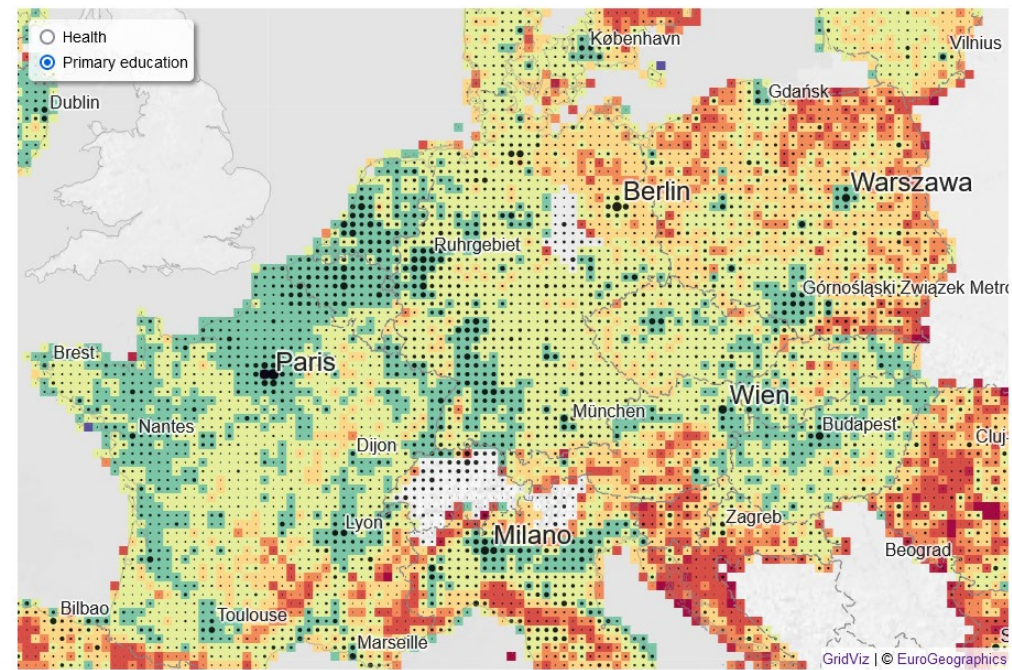 Health
Primary education
København
Vilnius
Dublin
Gdańsk
Berlin
Warszawa
Ruhrgebiet
Górnośląski Związek Metro
Brest
Paris
Wien
Nantes
München
Budapest
Dijon
Cluj-
Lyon
Milano
Zagreb
Beograd
Bilbao
Toulouse
Marseille
S
GridViz | © EuroGeographics